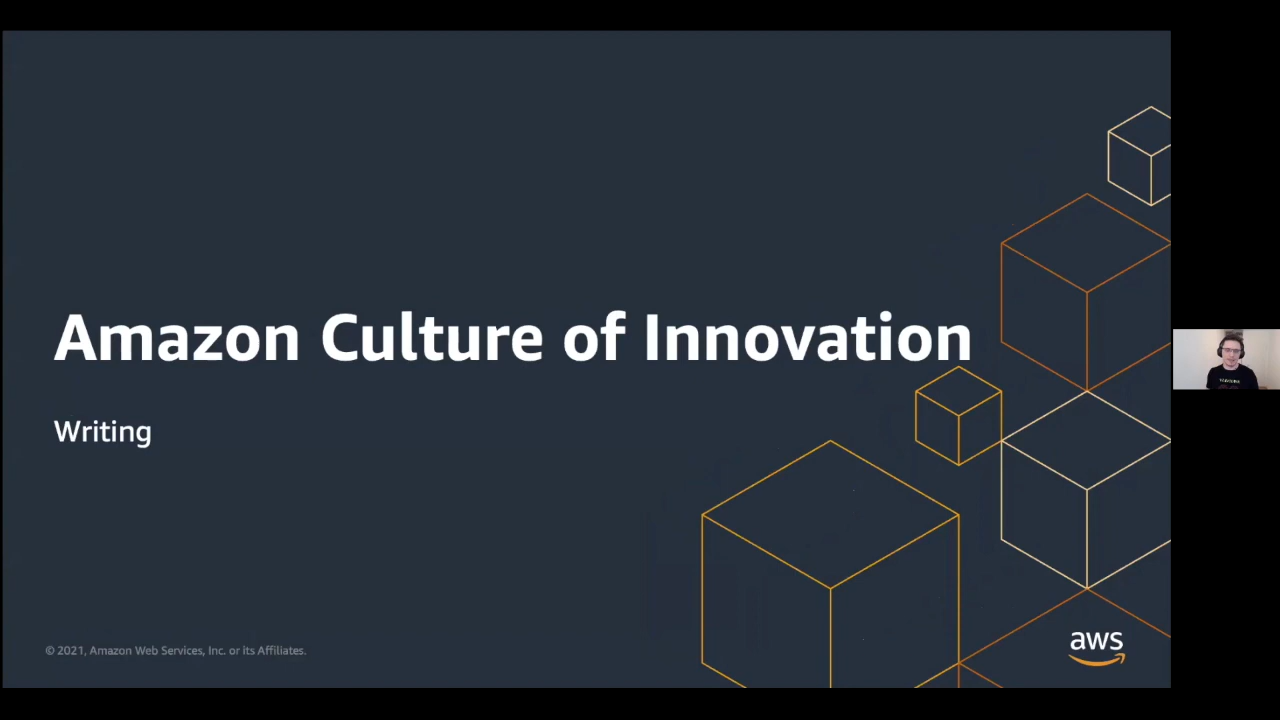 Amazon Culture of Innovation
Writing
© 2021, Amazon Web Services, Inc. or its Affiliates.
aws